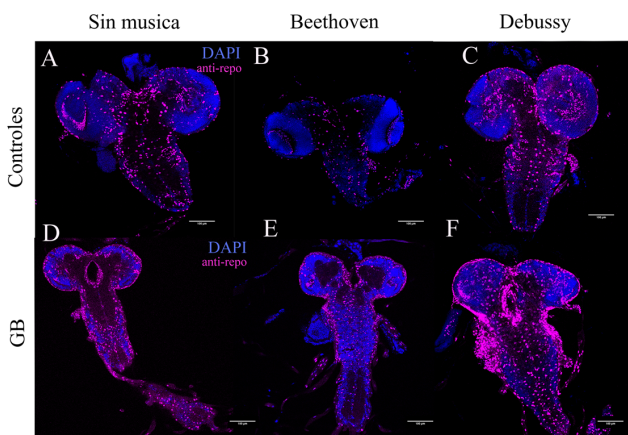 Sin musica
Beethoven
Debussy
Controles
A
DAPI
anti-repo
B
C
GB
D
DAPI
anti-repo
E
F